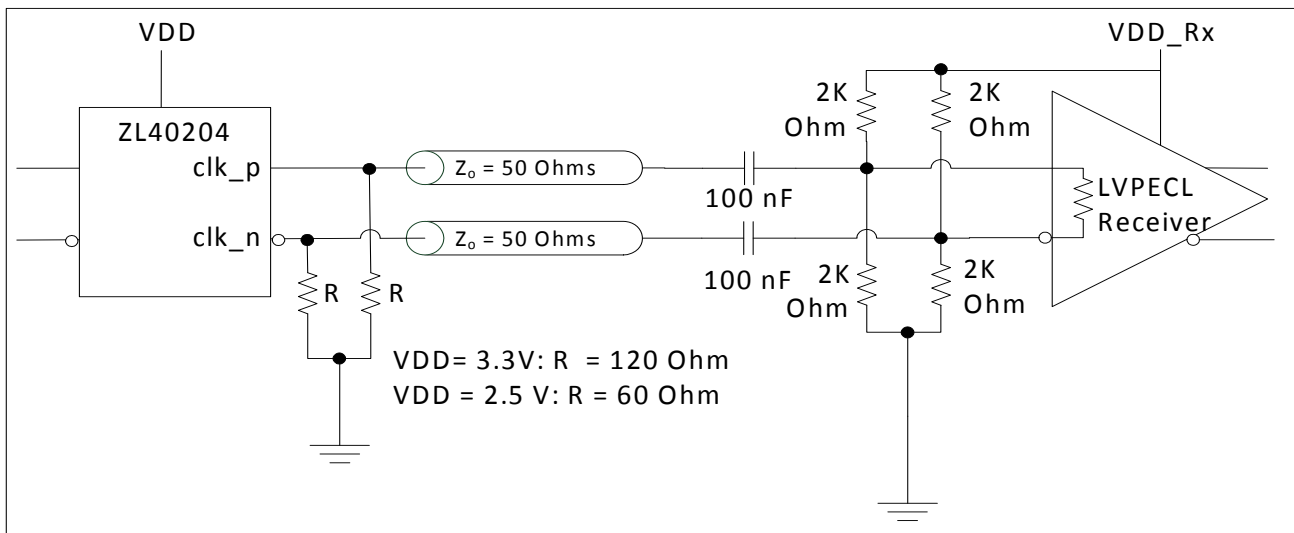 VDD
VDD_Rx
2K
Ohm
2K
Ohm
ZL40204
clk_p
Zₒ = 50 Ohms
100 nF
LVPECL
Receiver
clk_n
Zₒ = 50 Ohms
100 nF
R
R
2K
Ohm
2K
Ohm
VDD= 3.3V: R = 120 Ohm
VDD = 2.5 V: R = 60 Ohm